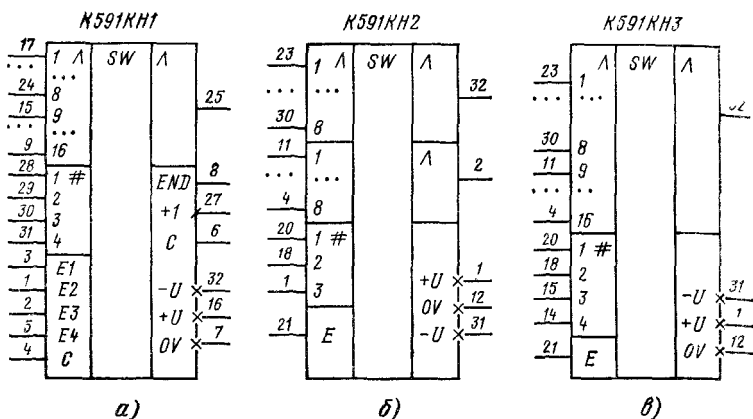 К591КН1
17 1 Λ SW Λ
... ...
24 8 25
15 9
... ...
9 16
28 1 # END 8
29 2 +1 27
30 3 C 6
31 4
3 E1
1 E2 -U 32
2 E3 +U 16
5 E4 0V 7
4 C
а)
К591КН2
23 1 Λ SW Λ
... ... 32
30 8
11 1 Λ
... ... 2
4 8
20 1 #
18 2
1 3 +U 1
0V 12
21 E -U 31
б)
К591КН3
23 1 Λ SW Λ
... ...
30 8
11 9
... ...
4 16
20 1 #
18 2
15 3 -U 31
14 4 +U 1
21 E 0V 12
в)